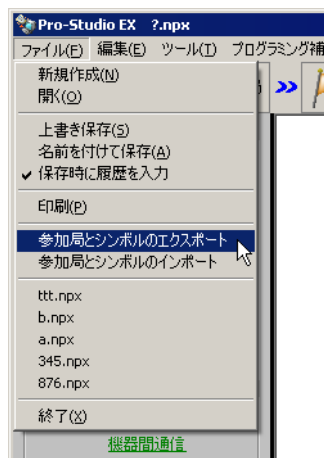 Pro-Studio EX   ?.npx
ファイル(F) 編集(E) ツール(T) プログラミング補
新規作成(N)
開く(O)
上書き保存(S)
名前を付けて保存(A)
✓ 保存時に履歴を入力
印刷(P)
参加局とシンボルのエクスポート
参加局とシンボルのインポート
ttt.npx
b.npx
a.npx
345.npx
876.npx
終了(X)
機器間通信